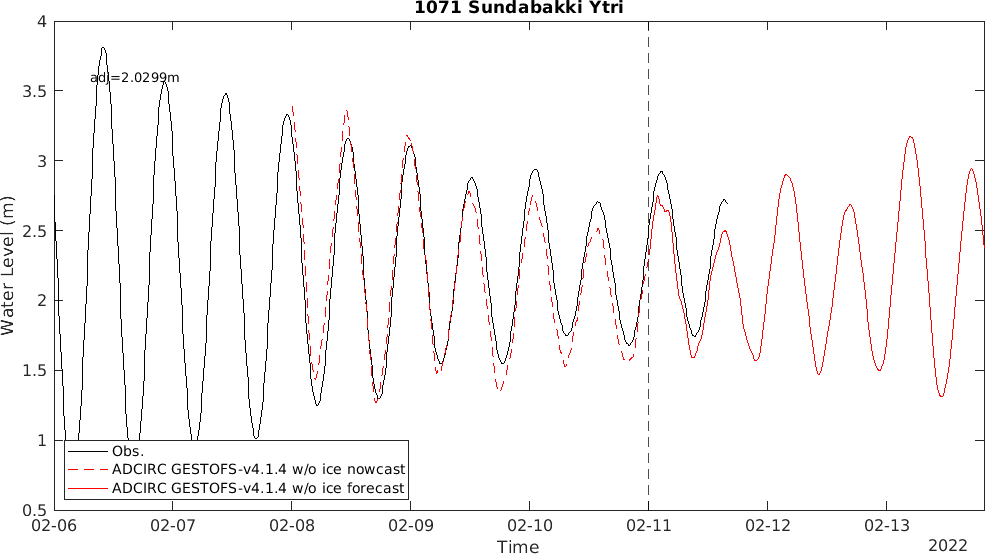 1071 Sundabakki Ytri
adj=2.0299m
Water Level (m)
4
3.5
3
2.5
2
1.5
1
0.5
Obs.
ADCIRC GESTOFS-v4.1.4 w/o ice nowcast
ADCIRC GESTOFS-v4.1.4 w/o ice forecast
02-06 02-07 02-08 02-09 02-10 02-11 02-12 02-13
Time
2022